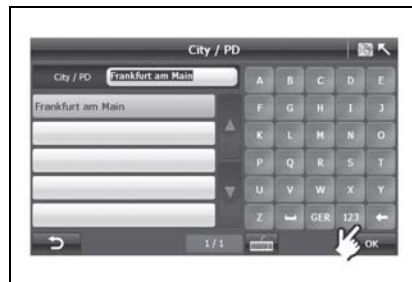 City / PD
City / PD Frankfurt am Main
A B C D E
Frankfurt am Main
F G H I J
K L M N O
P Q R S T
U V W X Y
Z GER 123
1 / 1 OK